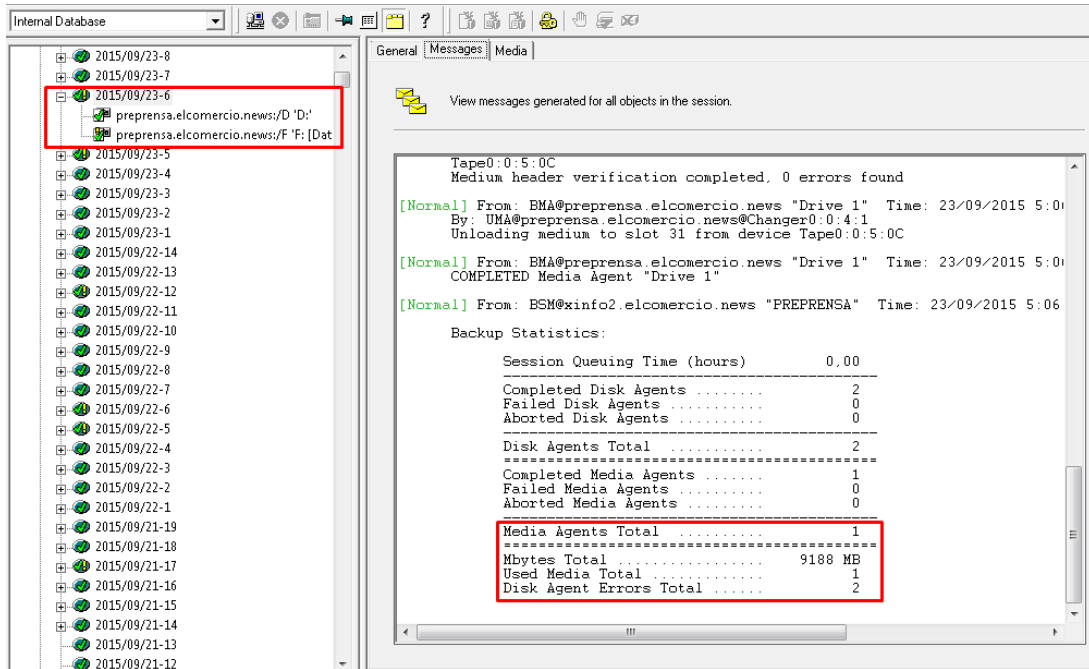 Internal Database
?
2015/09/23-8
2015/09/23-7
2015/09/23-6
preprensa.elcomercio.news:/D 'D:'
preprensa.elcomercio.news:/F 'F: [Dat
2015/09/23-5
2015/09/23-4
2015/09/23-3
2015/09/23-2
2015/09/23-1
2015/09/22-14
2015/09/22-13
2015/09/22-12
2015/09/22-11
2015/09/22-10
2015/09/22-9
2015/09/22-8
2015/09/22-7
2015/09/22-6
2015/09/22-5
2015/09/22-4
2015/09/22-3
2015/09/22-2
2015/09/22-1
2015/09/21-19
2015/09/21-18
2015/09/21-17
2015/09/21-16
2015/09/21-15
2015/09/21-14
2015/09/21-13
2015/09/21-12
General Messages Media
View messages generated for all objects in the session.
Tape0:0:5:0C
Medium header verification completed, 0 errors found
[Normal] From: BMA@preprensa.elcomercio.news "Drive 1" Time: 23/09/2015 5:0
By: UMA@preprensa.elcomercio.news@Changer0:0:4:1
Unloading medium to slot 31 from device Tape0:0:5:0C
[Normal] From: BMA@preprensa.elcomercio.news "Drive 1" Time: 23/09/2015 5:0
COMPLETED Media Agent "Drive 1"
[Normal] From: BSM@xinfo2.elcomercio.news "PREPRENSA" Time: 23/09/2015 5:06
Backup Statistics:
Session Queuing Time (hours) 0,00
Completed Disk Agents ........ 2
Failed Disk Agents ........... 0
Aborted Disk Agents .......... 0
Disk Agents Total ........... 2
Completed Media Agents ....... 1
Failed Media Agents .......... 0
Aborted Media Agents ......... 0
Media Agents Total .......... 1
Mbytes Total ................. 9188 MB
Used Media Total ............. 1
Disk Agent Errors Total ...... 2